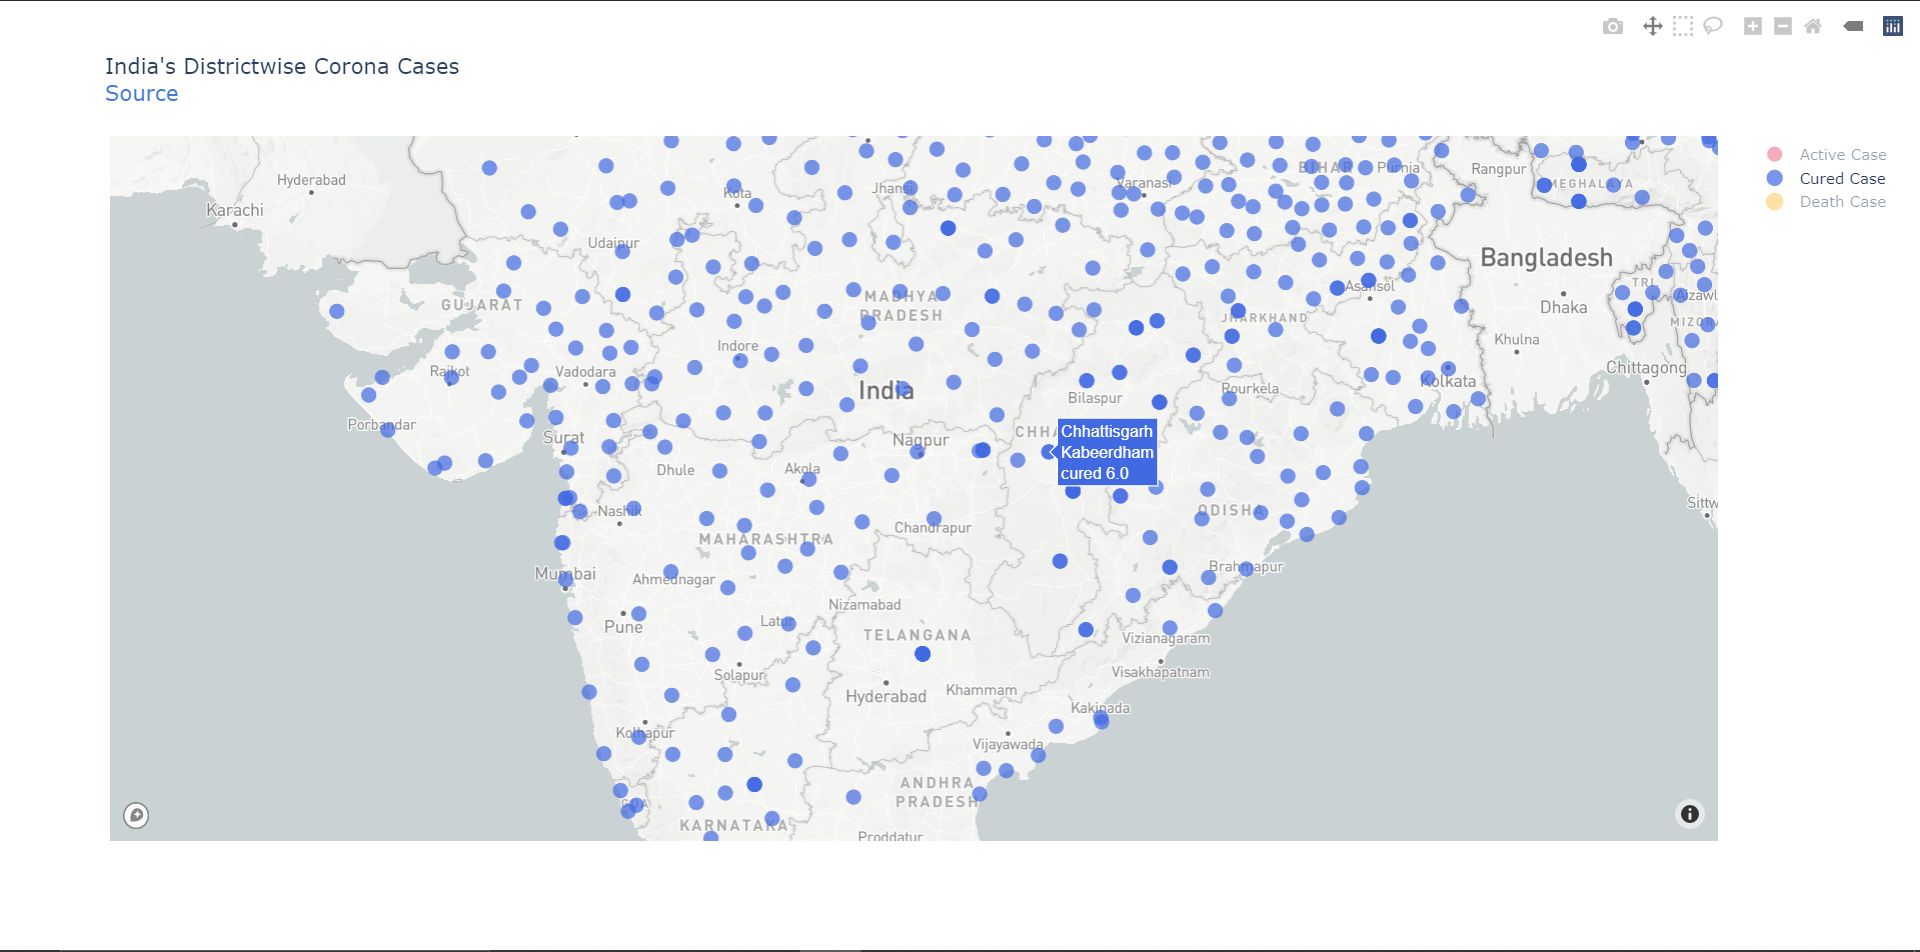 India's Districtwise Corona Cases
Source
Active Case
Cured Case
Death Case
Hyderabad
Karachi
Kota
Jhansi
Varanasi
BIHAR
Purnia
Rangpur
MEGHALAYA
Udaipur
Bangladesh
GUJARAT
MADHYA
PRADESH
Asansol
Dhaka
TRI
Aizawl
JHARKHAND
MIZOR
Indore
Khulna
Rajkot
Vadodara
Chittagong
India
Rourkela
Kolkata
Bilaspur
Porbandar
Surat
Nagpur
CHHA
Chhattisgarh
Kabeerdham
cured 6.0
Dhule
Akola
Nashik
Chandrapur
ODISHA
Sittw
MAHARASHTRA
Mumbai
Ahmednagar
Brahmapur
Nizamabad
Pune
Latur
TELANGANA
Vizianagaram
Solapur
Visakhapatnam
Hyderabad
Khammam
Kakinada
Kolhapur
Vijayawada
ANDHRA
PRADESH
GOA
KARNATAKA
Proddatur